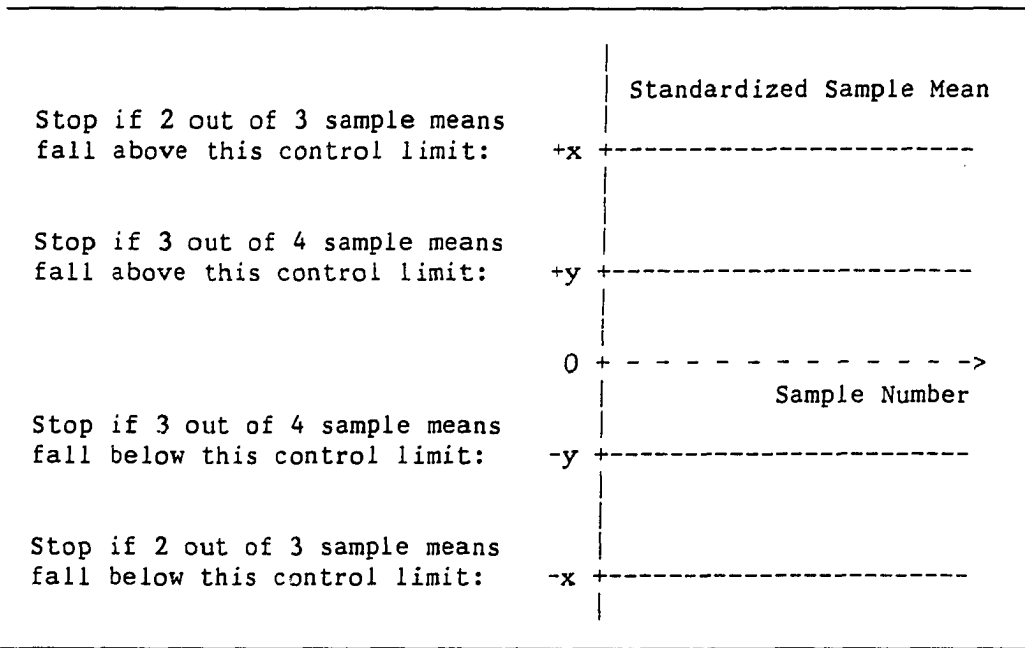 Standardized Sample Mean
Stop if 2 out of 3 sample means
fall above this control limit: +x
Stop if 3 out of 4 sample means
fall above this control limit: +y
0
Sample Number
Stop if 3 out of 4 sample means
fall below this control limit: -y
Stop if 2 out of 3 sample means
fall below this control limit: -x